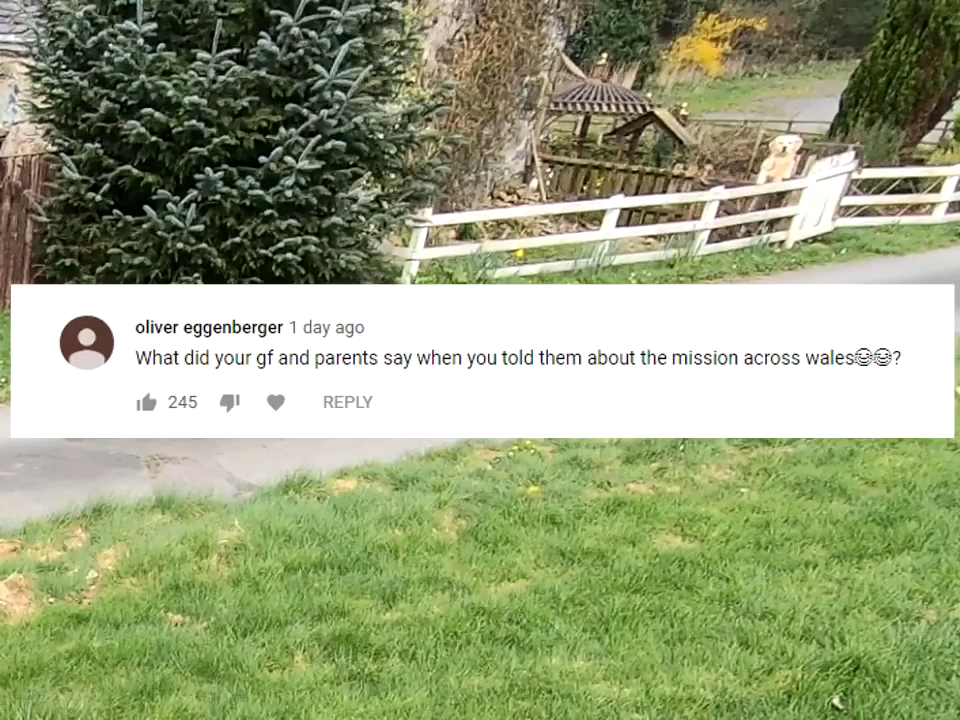 oliver eggenberger 1 day ago
What did your gf and parents say when you told them about the mission across wales😂😂?
245 REPLY